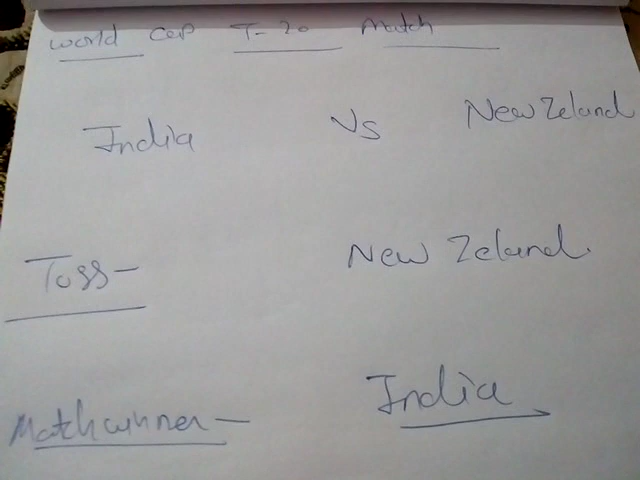 World Cup T-20 Match
India Vs New Zeland
Toss- New Zeland.
Matchwinner- India